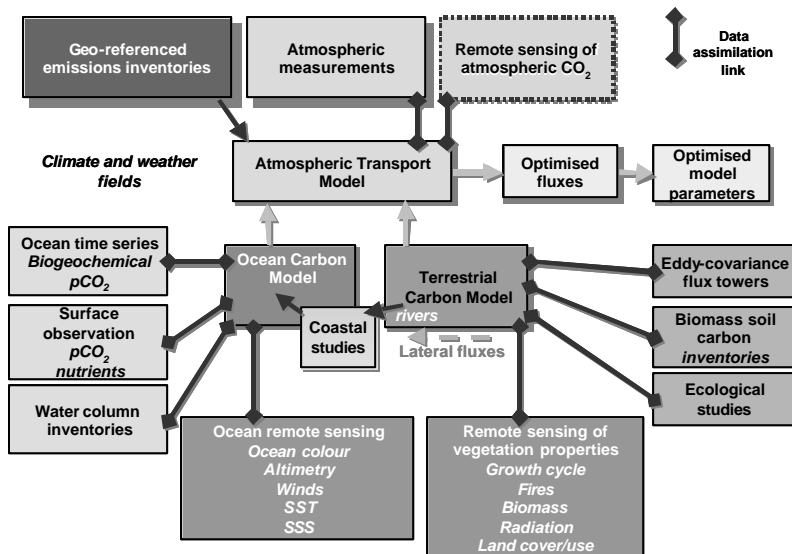 Geo-referenced
emissions inventories
Atmospheric
measurements
Remote sensing of
atmospheric CO₂
Data
assimilation
link
Climate and weather
fields
Atmospheric Transport
Model
Optimised
fluxes
Optimised
model
parameters
Ocean time series
Biogeochemical
pCO₂
Surface
observation
pCO₂
nutrients
Water column
inventories
Ocean Carbon
Model
Coastal
studies
Terrestrial
Carbon Model
rivers
Lateral fluxes
Eddy-covariance
flux towers
Biomass soil
carbon
inventories
Ecological
studies
Ocean remote sensing
Ocean colour
Altimetry
Winds
SST
SSS
Remote sensing of
vegetation properties
Growth cycle
Fires
Biomass
Radiation
Land cover/use